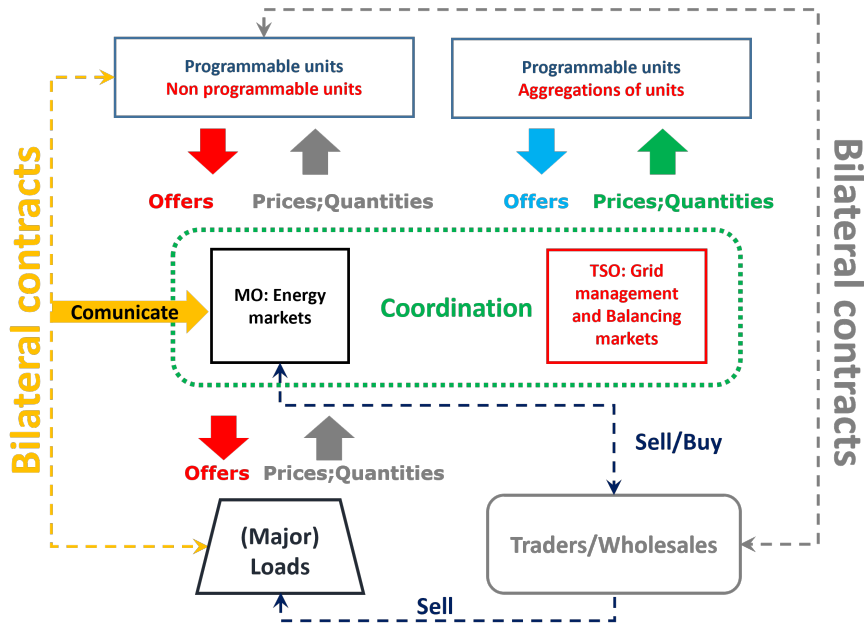 Programmable units
Non programmable units
Programmable units
Aggregations of units
Offers
Prices;Quantities
Offers
Prices;Quantities
Bilateral contracts
Bilateral contracts
Comunicate
MO: Energy
markets
Coordination
TSO: Grid
management
and Balancing
markets
Sell/Buy
Offers
Prices;Quantities
(Major)
Loads
Traders/Wholesales
Sell